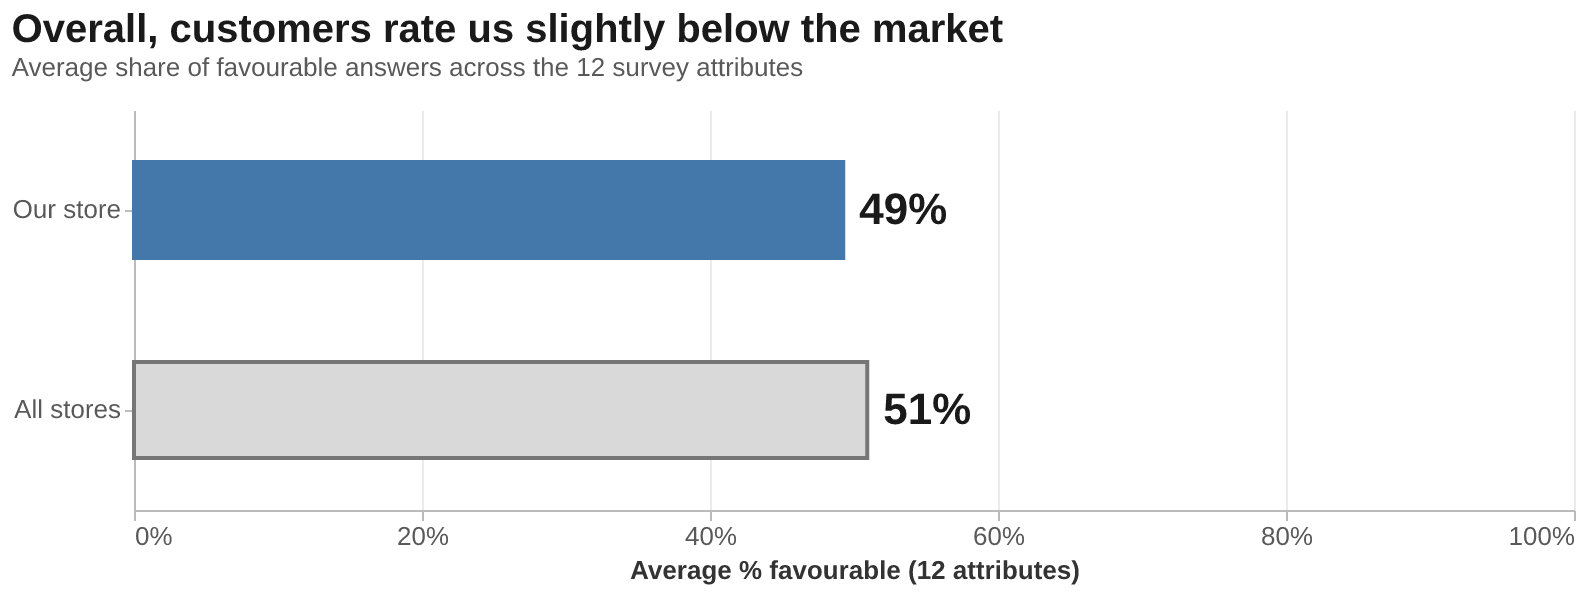 Overall, customers rate us slightly below the market
Average share of favourable answers across the 12 survey attributes
Our store
49%
All stores
51%
0%
20%
40%
60%
80%
100%
Average % favourable (12 attributes)